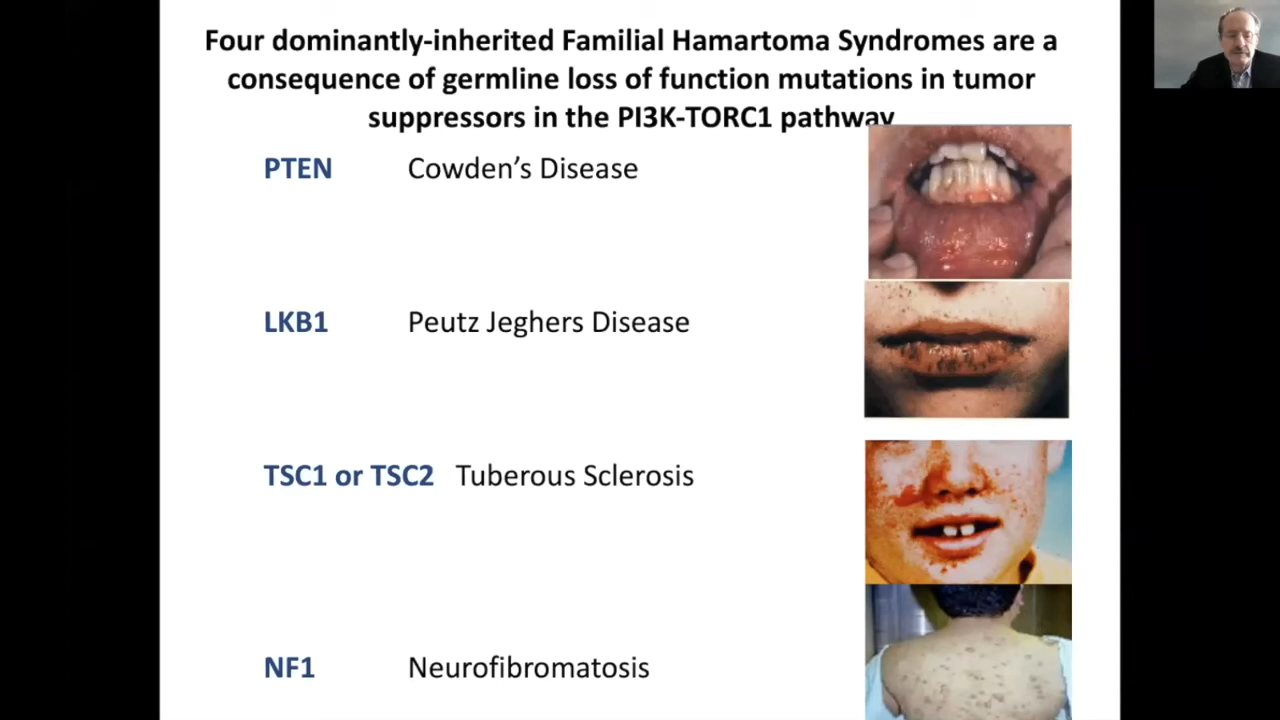 Four dominantly-inherited Familial Hamartoma Syndromes are a
consequence of germline loss of function mutations in tumor
suppressors in the PI3K-TORC1 pathway
PTEN Cowden’s Disease
LKB1 Peutz Jeghers Disease
TSC1 or TSC2 Tuberous Sclerosis
NF1 Neurofibromatosis